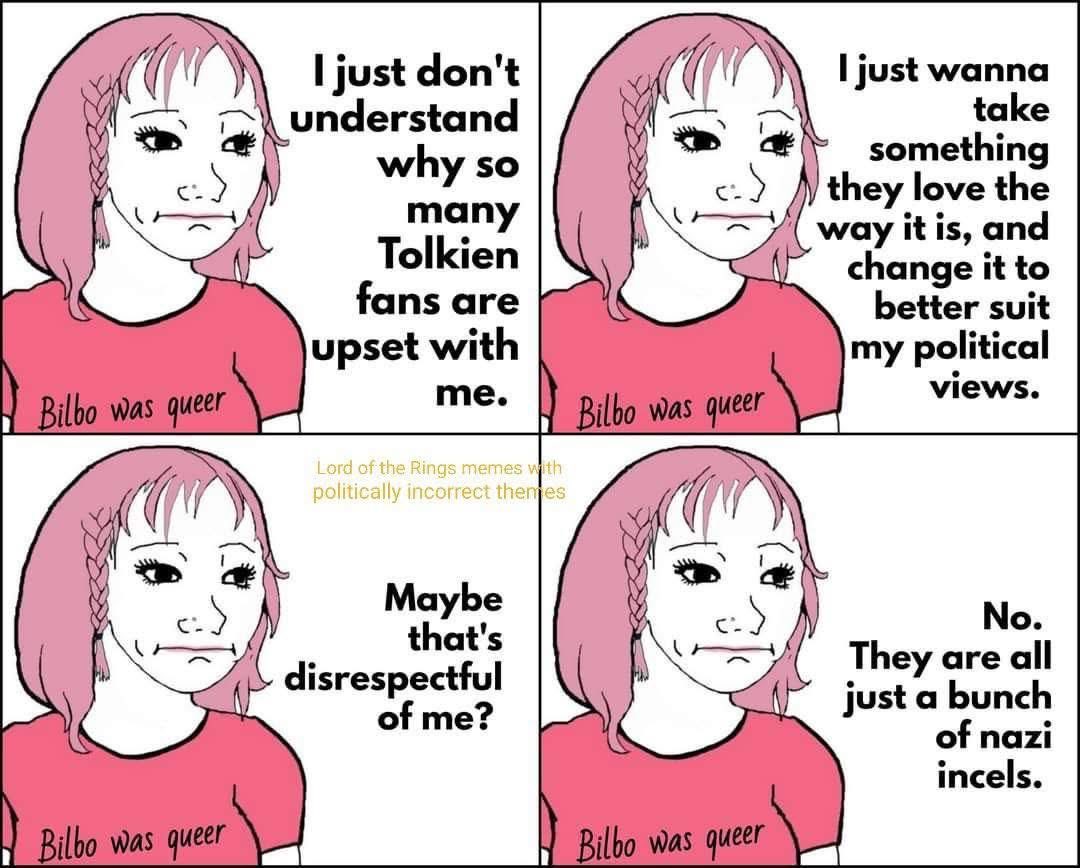 I just don't
understand
why so
many
Tolkien
fans are
upset with
me.
Bilbo was queer
I just wanna
take
something
they love the
way it is, and
change it to
better suit
my political
views.
Bilbo was queer
Lord of the Rings memes with
politically incorrect themes
Maybe
that's
disrespectful
of me?
Bilbo was queer
No.
They are all
just a bunch
of nazi
incels.
Bilbo was queer